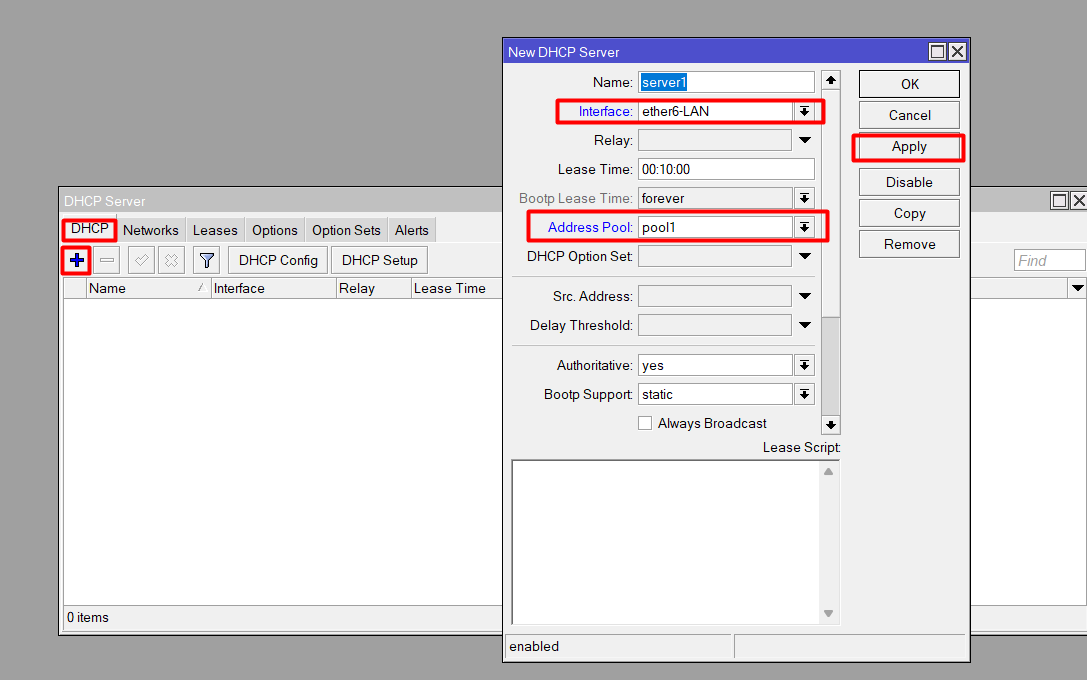 DHCP Server
DHCP Networks Leases Options Option Sets Alerts
DHCP Config DHCP Setup
Find
Name Interface Relay Lease Time
0 items
New DHCP Server
Name: server1
Interface: ether6-LAN
Relay:
Lease Time: 00:10:00
Bootp Lease Time: forever
Address Pool: pool1
DHCP Option Set:
Src. Address:
Delay Threshold:
Authoritative: yes
Bootp Support: static
Always Broadcast
Lease Script:
OK
Cancel
Apply
Disable
Copy
Remove
enabled